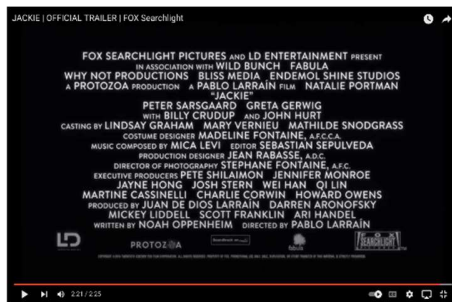 JACKIE | OFFICIAL TRAILER | FOX Searchlight
FOX SEARCHLIGHT PICTURES AND LD ENTERTAINMENT PRESENT
IN ASSOCIATION WITH WILD BUNCH FABULA
WHY NOT PRODUCTIONS BLISS MEDIA ENDEMOL SHINE STUDIOS
A PROTOZOA PRODUCTION A PABLO LARRAÍN FILM NATALIE PORTMAN
"JACKIE"
PETER SARSGAARD GRETA GERWIG
WITH BILLY CRUDUP AND JOHN HURT
CASTING BY LINDSAY GRAHAM MARY VERNIEU MATHILDE SNODGRASS
COSTUME DESIGNER MADELINE FONTAINE, A.F.C.C.A.
MUSIC COMPOSED BY MICA LEVI EDITOR SEBASTIAN SEPULVEDA
PRODUCTION DESIGNER JEAN RABASSE, A.D.C.
DIRECTOR OF PHOTOGRAPHY STEPHANE FONTAINE, A.F.C.
EXECUTIVE PRODUCERS PETE SHILAIMON JENNIFER MONROE
JAYNE HONG JOSH STERN WEI HAN QI LIN
MARTINE CASSINELLI CHARLIE CORWIN HOWARD OWENS
PRODUCED BY JUAN DE DIOS LARRAÍN DARREN ARONOFSKY
MICKEY LIDDELL SCOTT FRANKLIN ARI HANDEL
WRITTEN BY NOAH OPPENHEIM DIRECTED BY PABLO LARRAÍN
LD PROTOZOA fabula SEARCHLIGHT
2:21 / 2:25